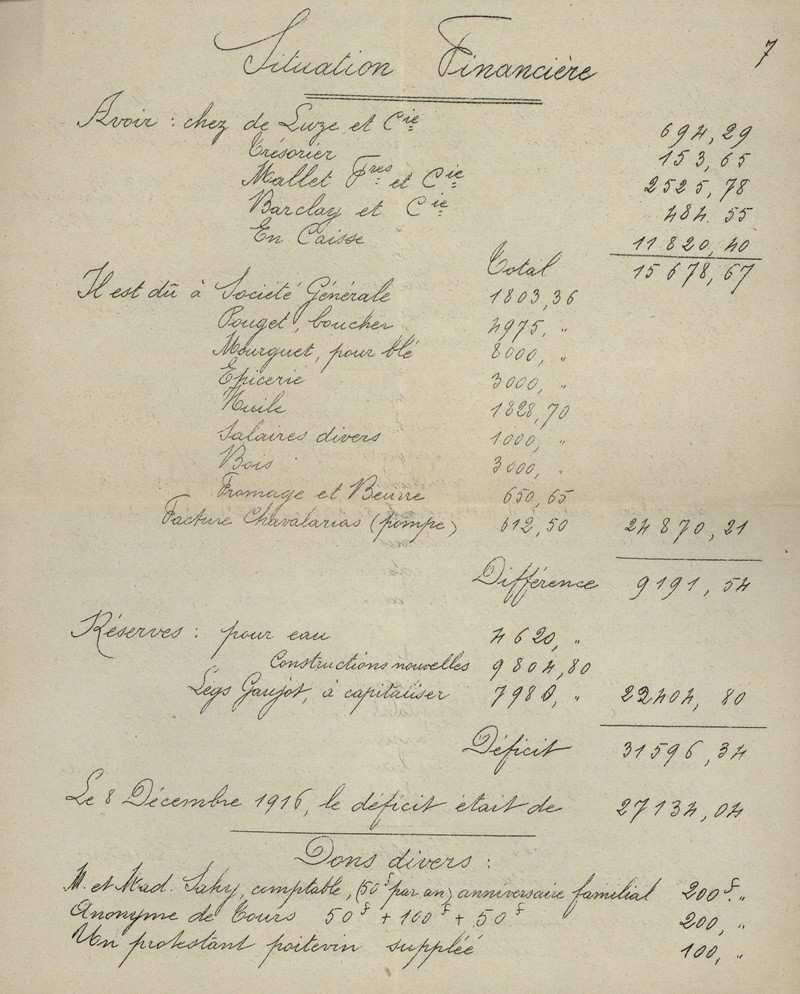 7
Situation Financière
Avoir : chez de Luze et Cie 694,29
Trésorier 153,65
Mallet Fres et Cie 2525,78
Barclay et Cie 484.55
En Caisse 11820,40
Total 15678,67
Il est dû à Société Générale 1803,36
Pouget, boucher 4975, "
Mourguet, pour blé 8000, "
Epicerie 3000, "
Huile 1828,70
Salaires divers 1000, "
Bois 3000, "
Fromage et Beurre 650,65
Facture Chavalarias (pompe) 612,50 24870,21
Différence 9191,54
Réserves : pour eau 4620, "
Constructions nouvelles 9804,80
Legs Gaujot, à capitaliser 7980, " 22404,80
Déficit 31596,34
Le 8 Décembre 1916, le déficit était de 27134,04
Dons divers :
M. et Mad. Sahy, comptable, (50f par an) anniversaire familial 200f. "
Anonyme de Tours 50f + 100f + 50f 200, "
Un protestant poitevin suppléé 100, "